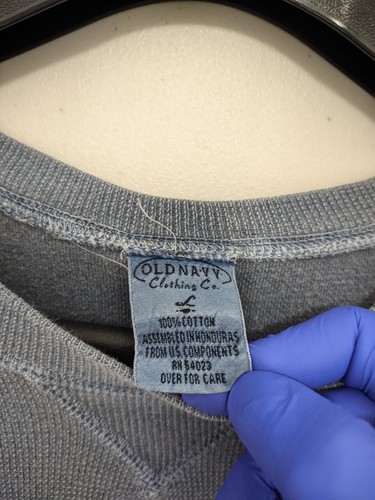 OLD NAVY
Clothing Co.
L
100% COTTON
ASSEMBLED IN HONDURAS
FROM U.S. COMPONENTS
RN 54023
OVER FOR CARE